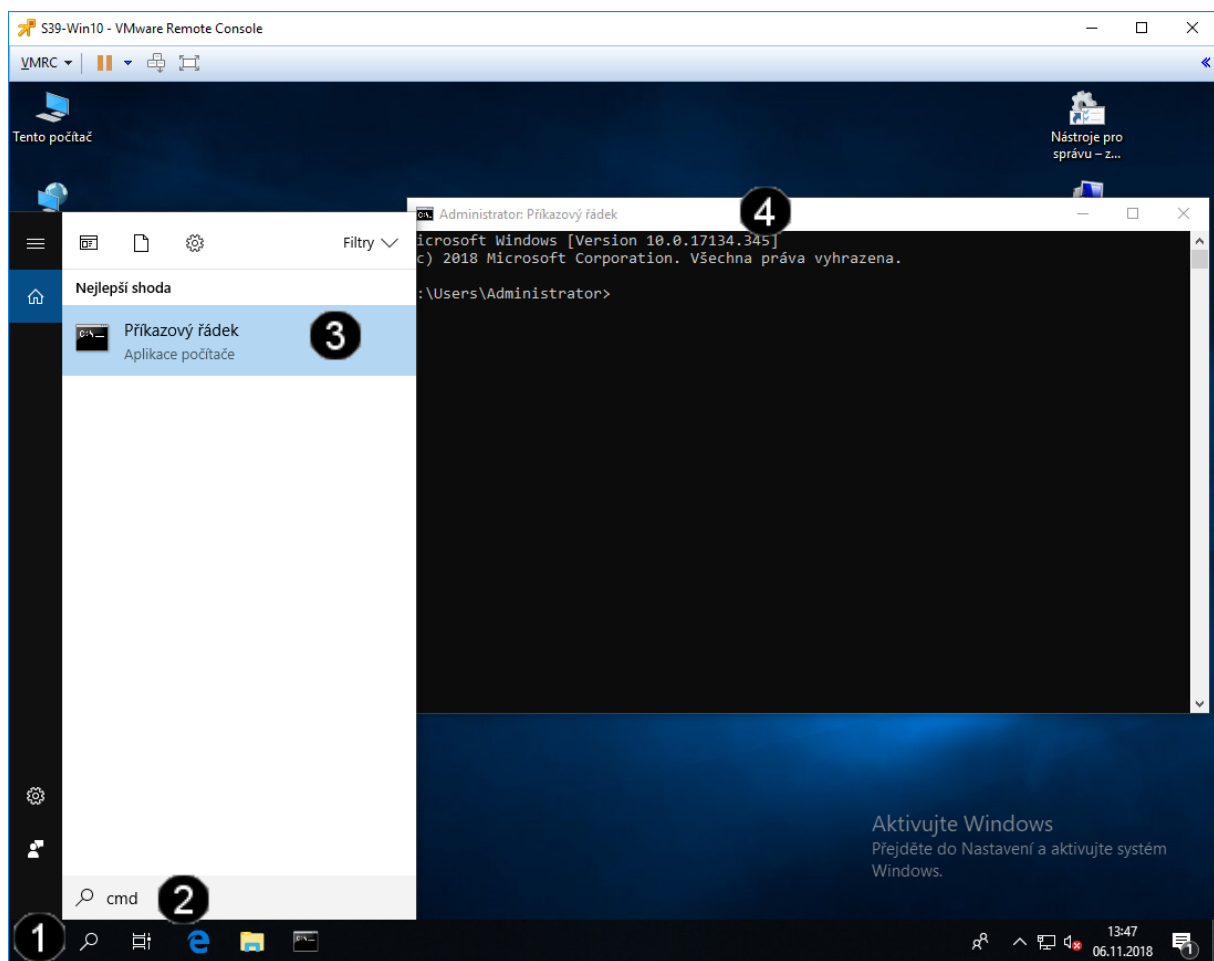 S39-Win10 - VMware Remote Console
VMRC
Tento počítač
Nástroje pro
správu – z...
Administrator: Příkazový řádek
4
Filtry
icrosoft Windows [Version 10.0.17134.345]
c) 2018 Microsoft Corporation. Všechna práva vyhrazena.
:\Users\Administrator>
Nejlepší shoda
Příkazový řádek
Aplikace počítače
3
Aktivujte Windows
Přejděte do Nastavení a aktivujte systém
Windows.
cmd
2
1
13:47
06.11.2018
1